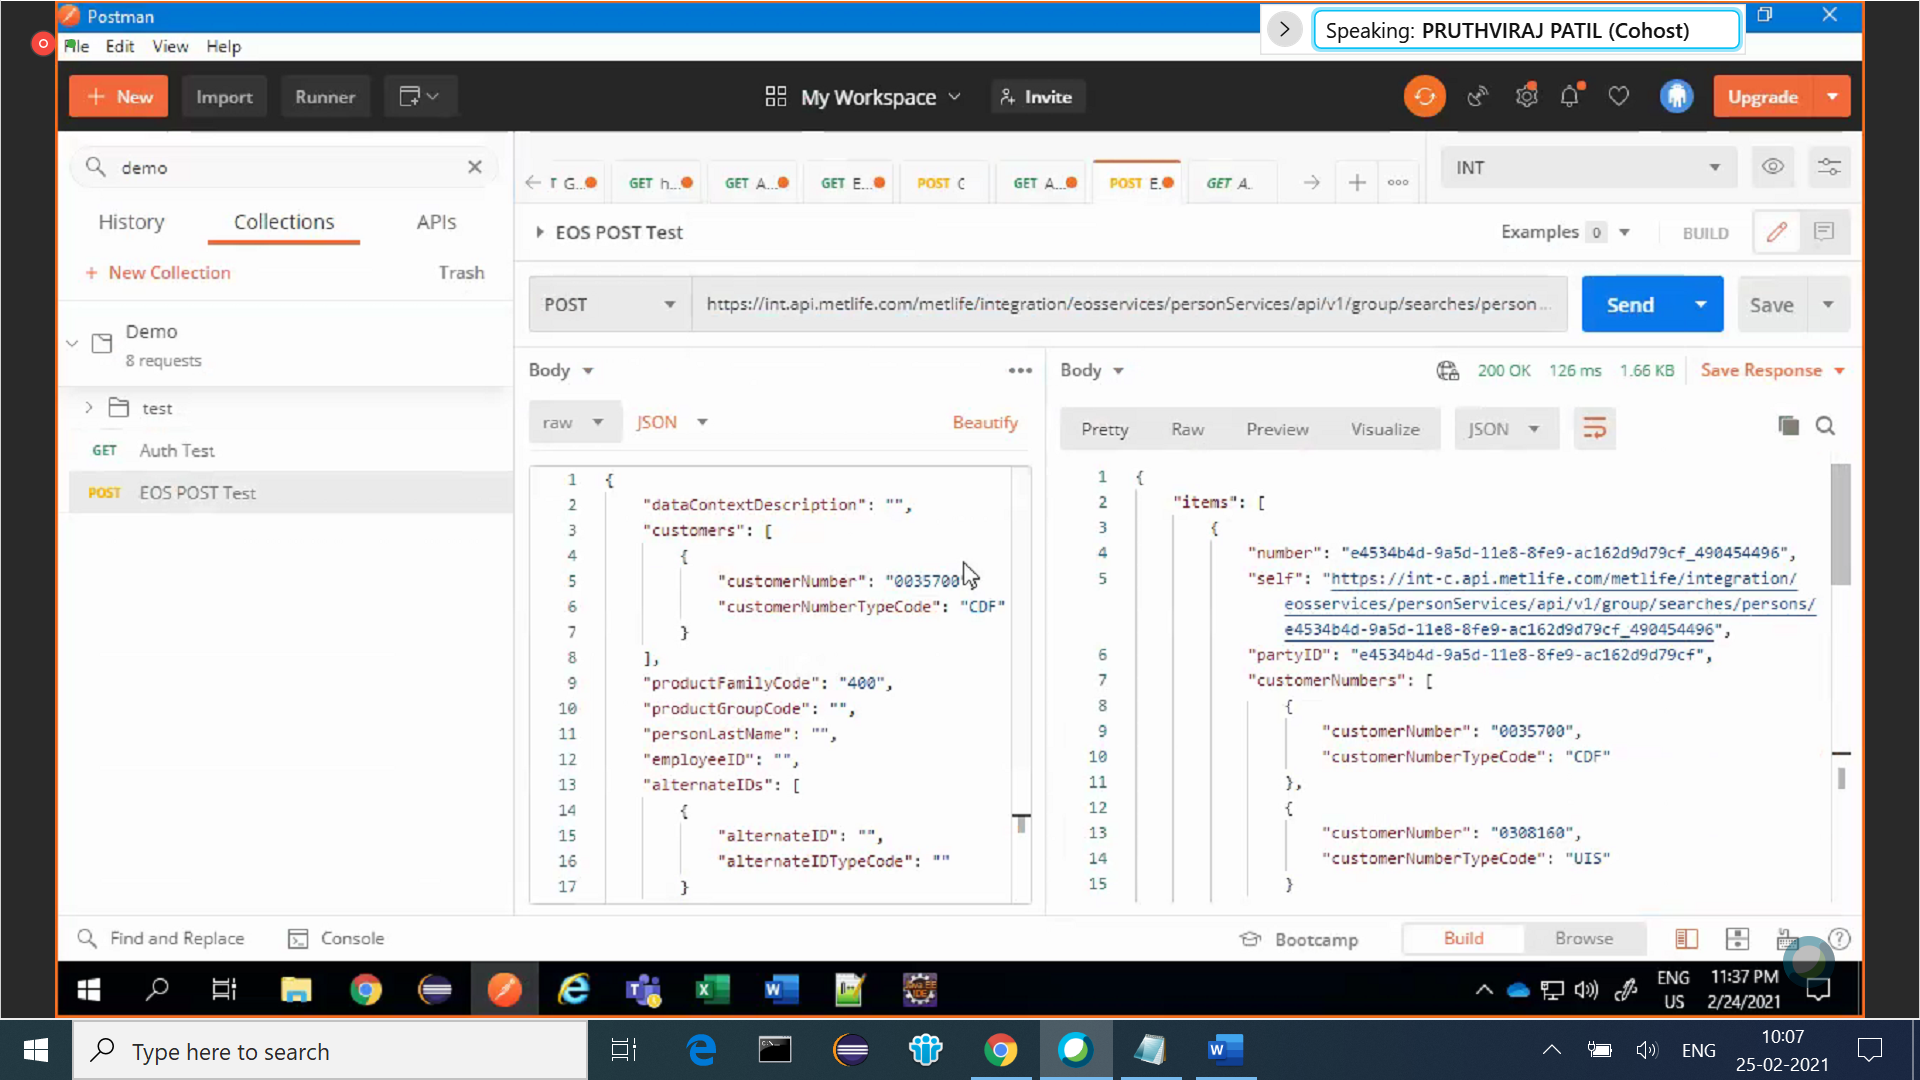 Postman
Speaking: PRUTHVIRAJ PATIL (Cohost)
File Edit View Help
New Import Runner My Workspace Invite Upgrade
demo
History Collections APIs
New Collection Trash
Demo
8 requests
test
GET Auth Test
POST EOS POST Test
T G... GET h... GET A... GET E... POST C GET A... POST E. GET A.
INT
EOS POST Test Examples 0 BUILD
POST https://int.api.metlife.com/metlife/integration/eosservices/personServices/api/v1/group/searches/person ... Send Save
Body
raw JSON Beautify
1 {
2 "dataContextDescription": "",
3 "customers": [
4 {
5 "customerNumber": "0035700
6 "customerNumberTypeCode": "CDF"
7 }
8 ],
9 "productFamilyCode": "400",
10 "productGroupCode": "",
11 "personLastName": "",
12 "employeeID": "",
13 "alternateIDs": [
14 {
15 "alternateID": "",
16 "alternateIDTypeCode": ""
17 }
Body 200 OK 126 ms 1.66 KB Save Response
Pretty Raw Preview Visualize JSON
1 {
2 "items": [
3 {
4 "number": "e4534b4d-9a5d-11e8-8fe9-ac162d9d79cf_490454496",
5 "self": "https://int-c.api.metlife.com/metlife/integration/
eosservices/personServices/api/v1/group/searches/persons/
e4534b4d-9a5d-11e8-8fe9-ac162d9d79cf_490454496",
6 "partyID": "e4534b4d-9a5d-11e8-8fe9-ac162d9d79cf",
7 "customerNumbers": [
8 {
9 "customerNumber": "0035700",
10 "customerNumberTypeCode": "CDF"
11 },
12 {
13 "customerNumber": "0308160",
14 "customerNumberTypeCode": "UIS"
15 }
Find and Replace Console Bootcamp Build Browse
ENG
US
11:37 PM
2/24/2021
Type here to search
ENG
10:07
25-02-2021